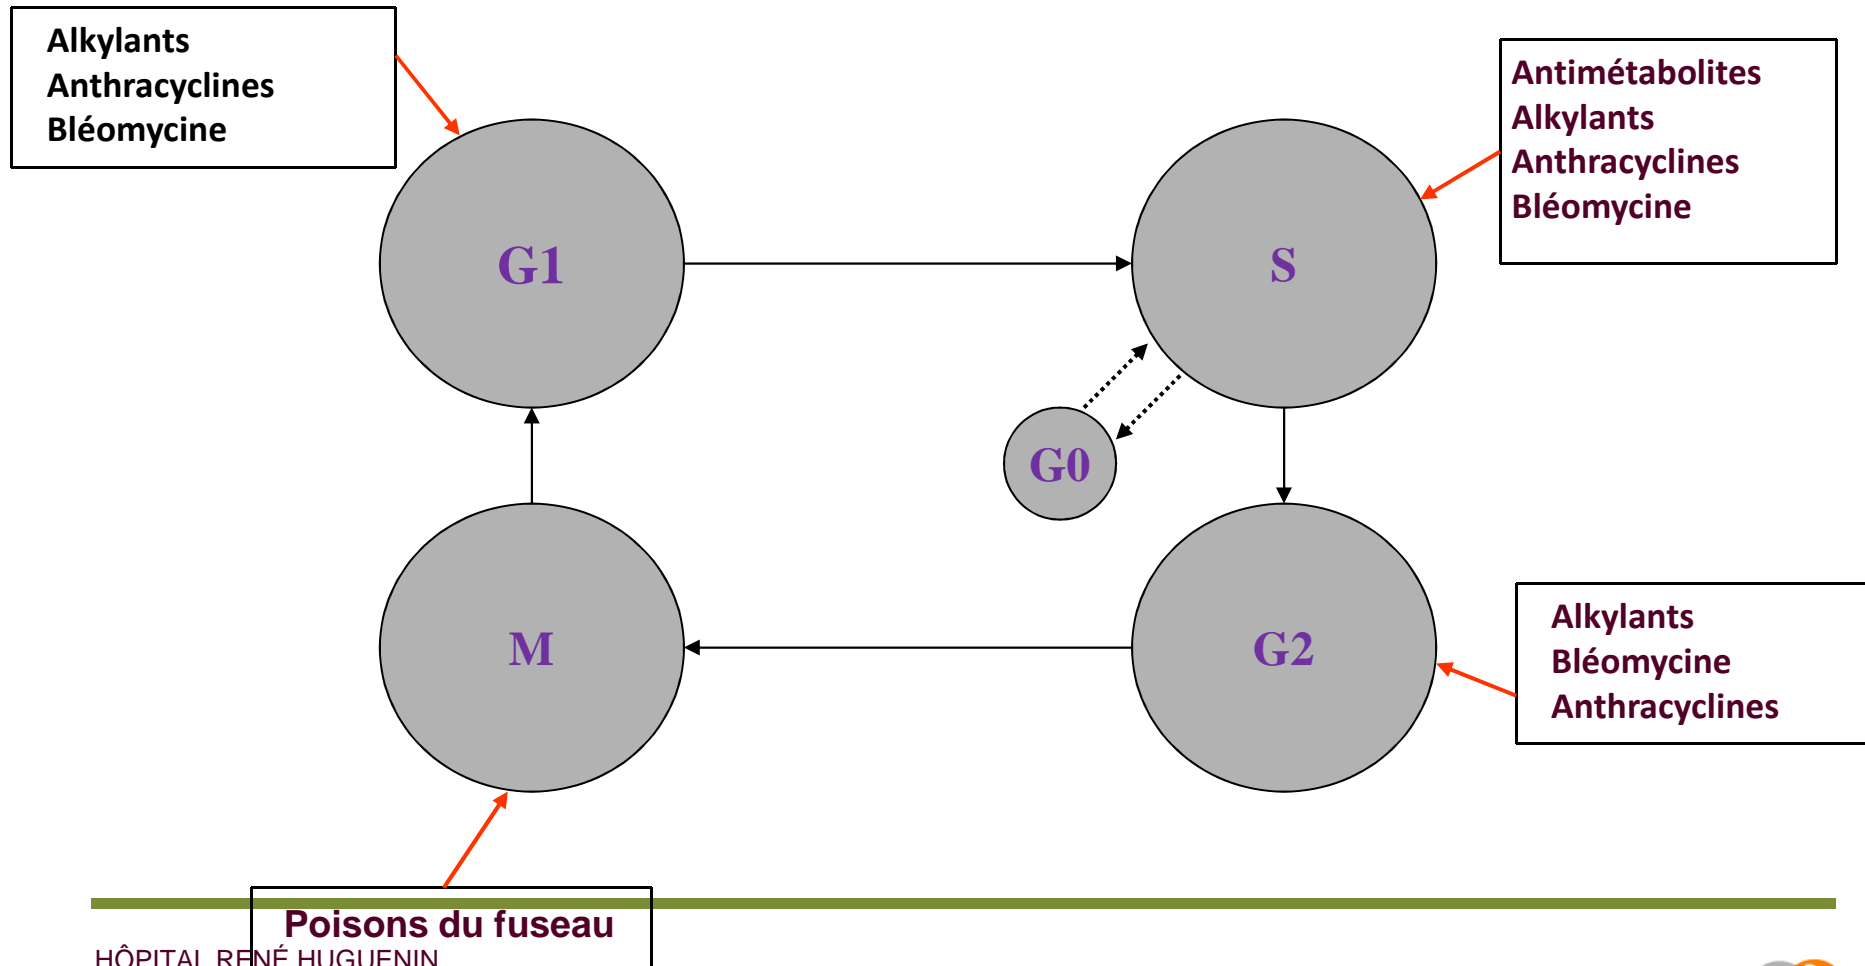 Alkylants
Anthracyclines
Bléomycine
Antimétabolites
Alkylants
Anthracyclines
Bléomycine
G1
S
G0
M
G2
Alkylants
Bléomycine
Anthracyclines
Poisons du fuseau
HÔPITAL RENÉ HUGUENIN